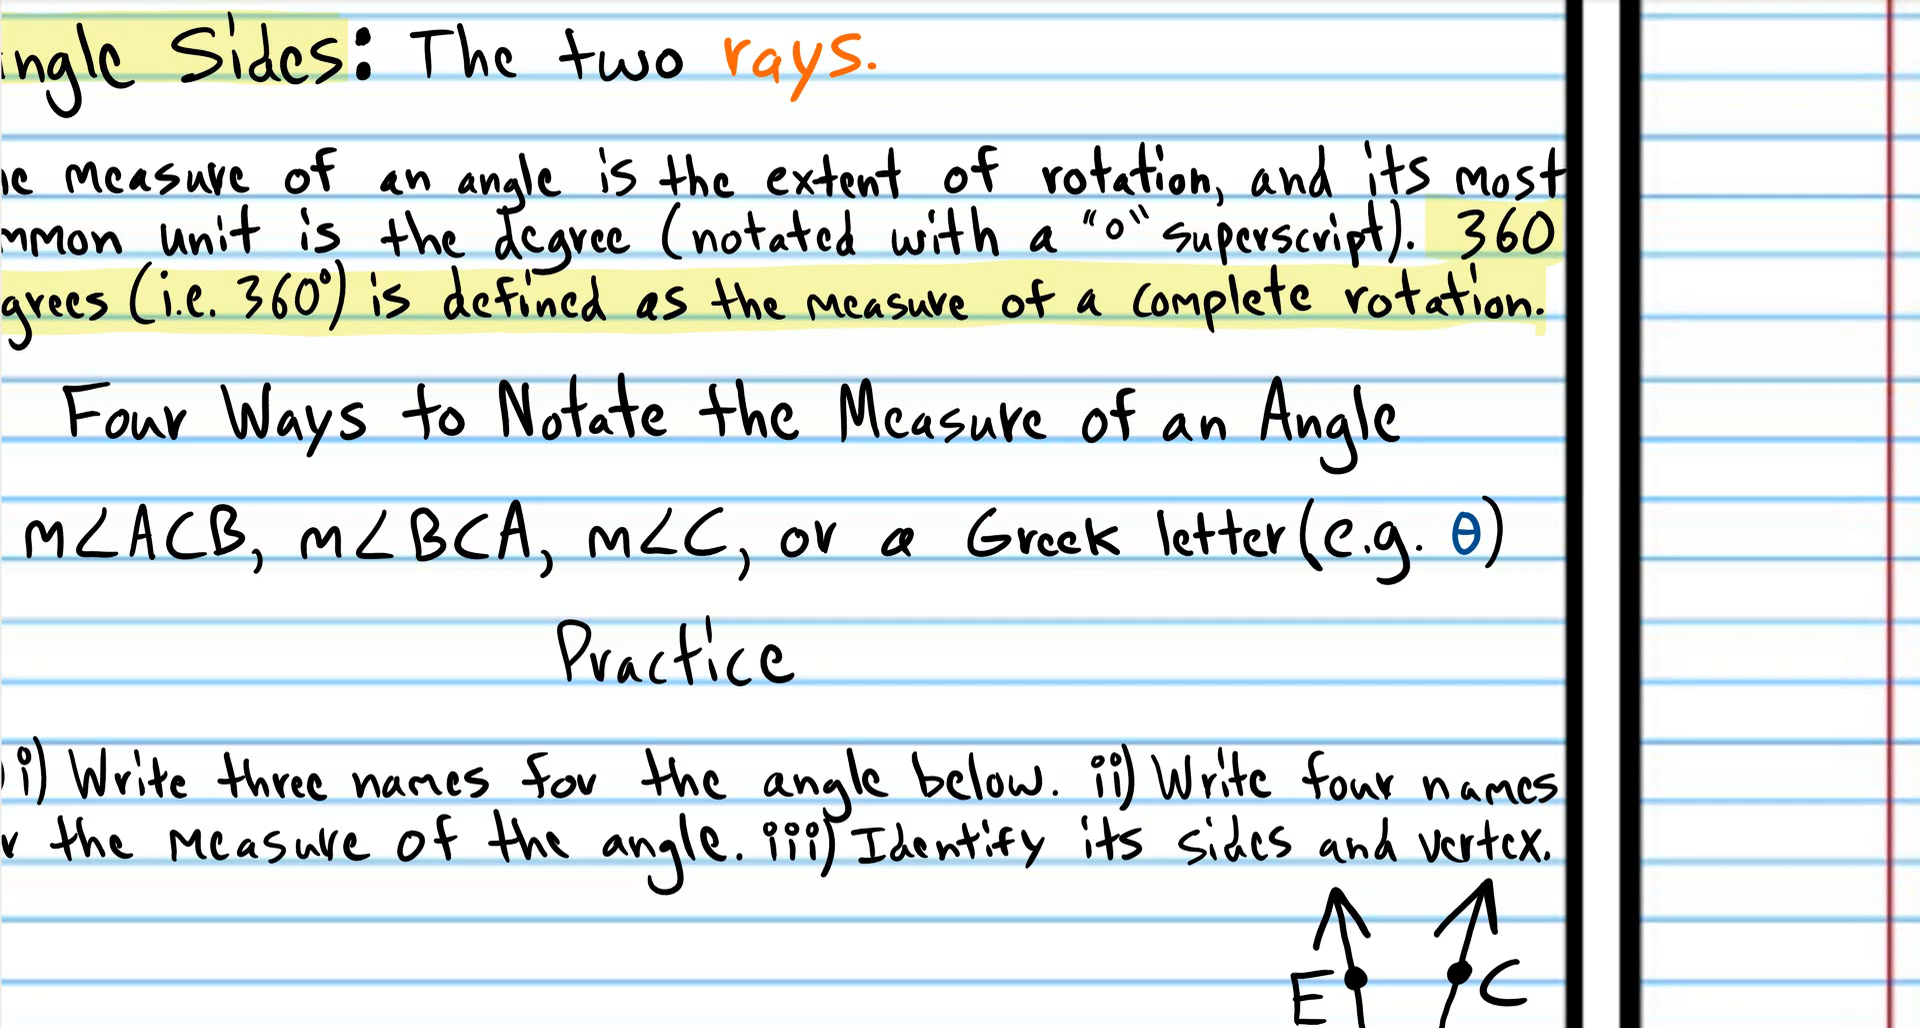 ngle Sides: The two rays.
e measure of an angle is the extent of rotation, and its most
mmon unit is the degree (notated with a "o" superscript). 360
grees (i.e. 360°) is defined as the measure of a complete rotation.
Four Ways to Notate the Measure of an Angle
m∠ACB, m∠BCA, m∠C, or a Greek letter (e.g. θ)
Practice
) i) Write three names for the angle below. ii) Write four names
r the measure of the angle. iii) Identify its sides and vertex.
E C